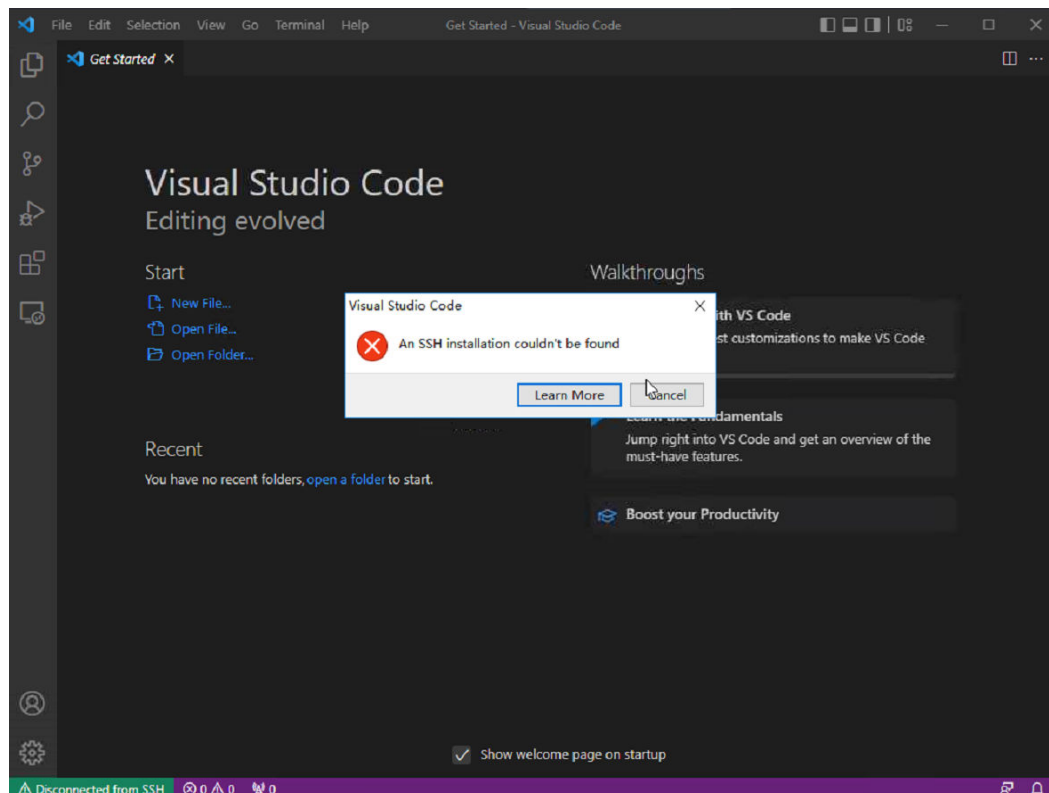 File Edit Selection View Go Terminal Help Get Started - Visual Studio Code
Get Started
Visual Studio Code
Editing evolved
Start
New File...
Open File...
Open Folder...
Recent
You have no recent folders, open a folder to start.
Walkthroughs
ith VS Code
st customizations to make VS Code
Learn the Fundamentals
Jump right into VS Code and get an overview of the
must-have features.
Boost your Productivity
Visual Studio Code
An SSH installation couldn't be found
Learn More Cancel
Show welcome page on startup
Disconnected from SSH 0 0 0